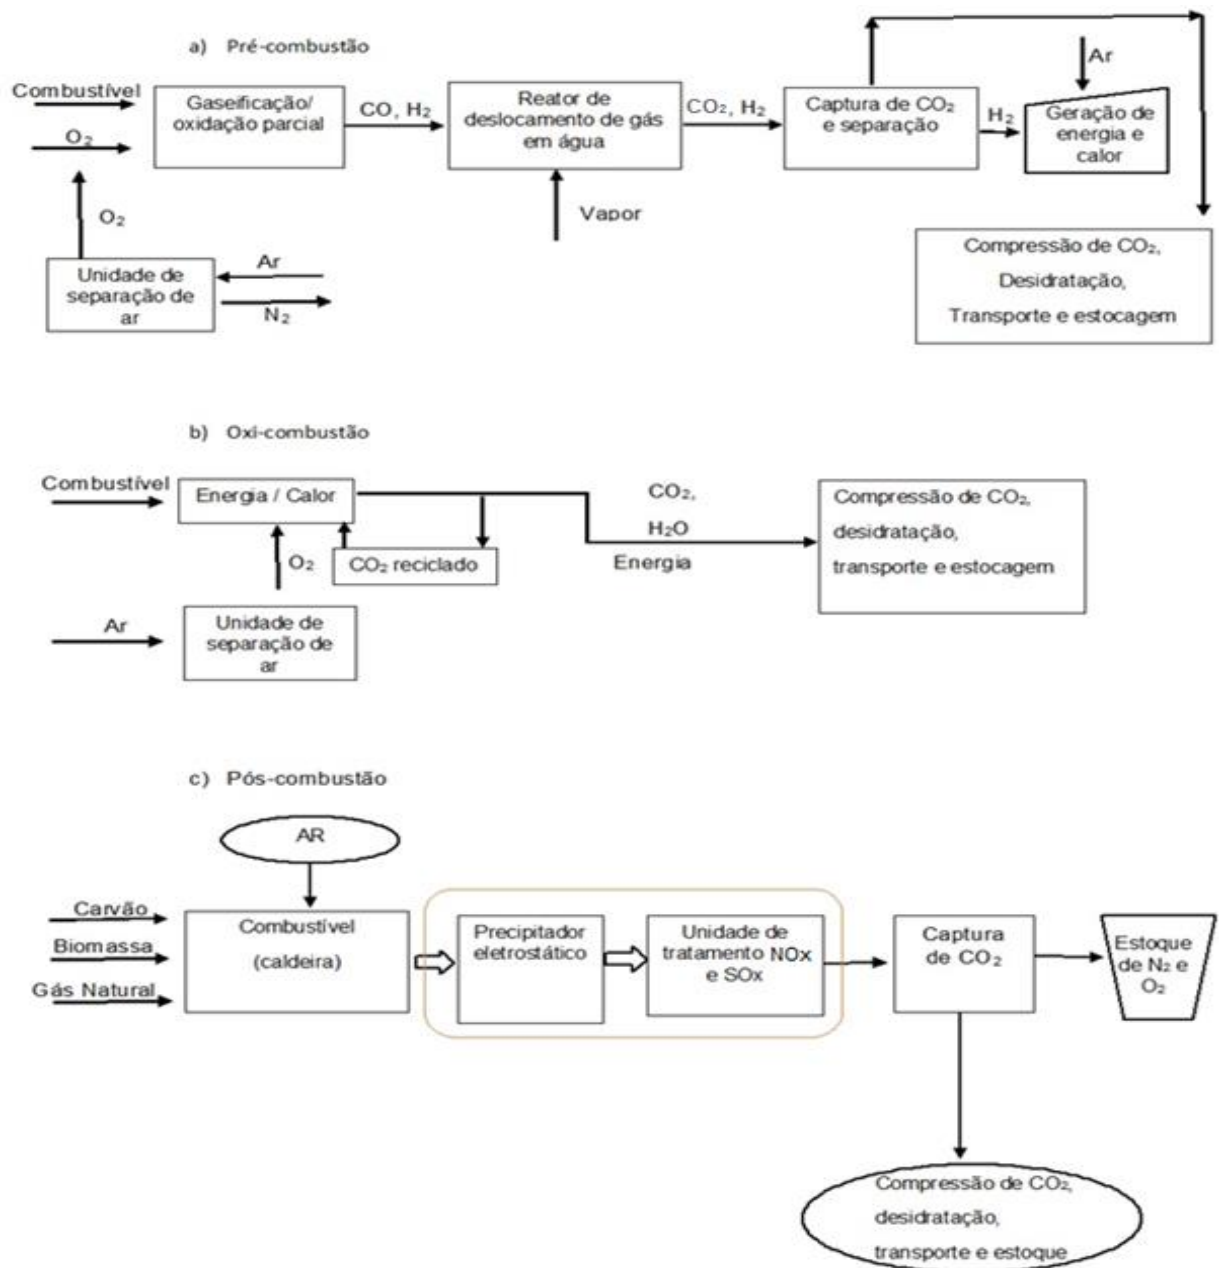 a) Pré-combustão
Combustível
O₂
O₂
Gaseificação/
oxidação parcial
CO, H₂
Reator de
deslocamento de gás
em água
Vapor
CO₂, H₂
Captura de CO₂
e separação
H₂
Ar
Geração de
energia e
calor
Unidade de
separação de
ar
Ar
N₂
Compressão de CO₂,
Desidratação,
Transporte e estocagem
b) Oxi-combustão
Combustível
Energia / Calor
O₂
CO₂ reciclado
CO₂,
H₂O
Energia
Compressão de CO₂,
desidratação,
transporte e estocagem
Ar
Unidade de
separação de
ar
c) Pós-combustão
AR
Carvão
Biomassa
Gás Natural
Combustível
(caldeira)
Precipitador
eletrostático
Unidade de
tratamento NOx
e SOx
Captura
de CO₂
Estoque
de N₂ e
O₂
Compressão de CO₂,
desidratação,
transporte e estoque